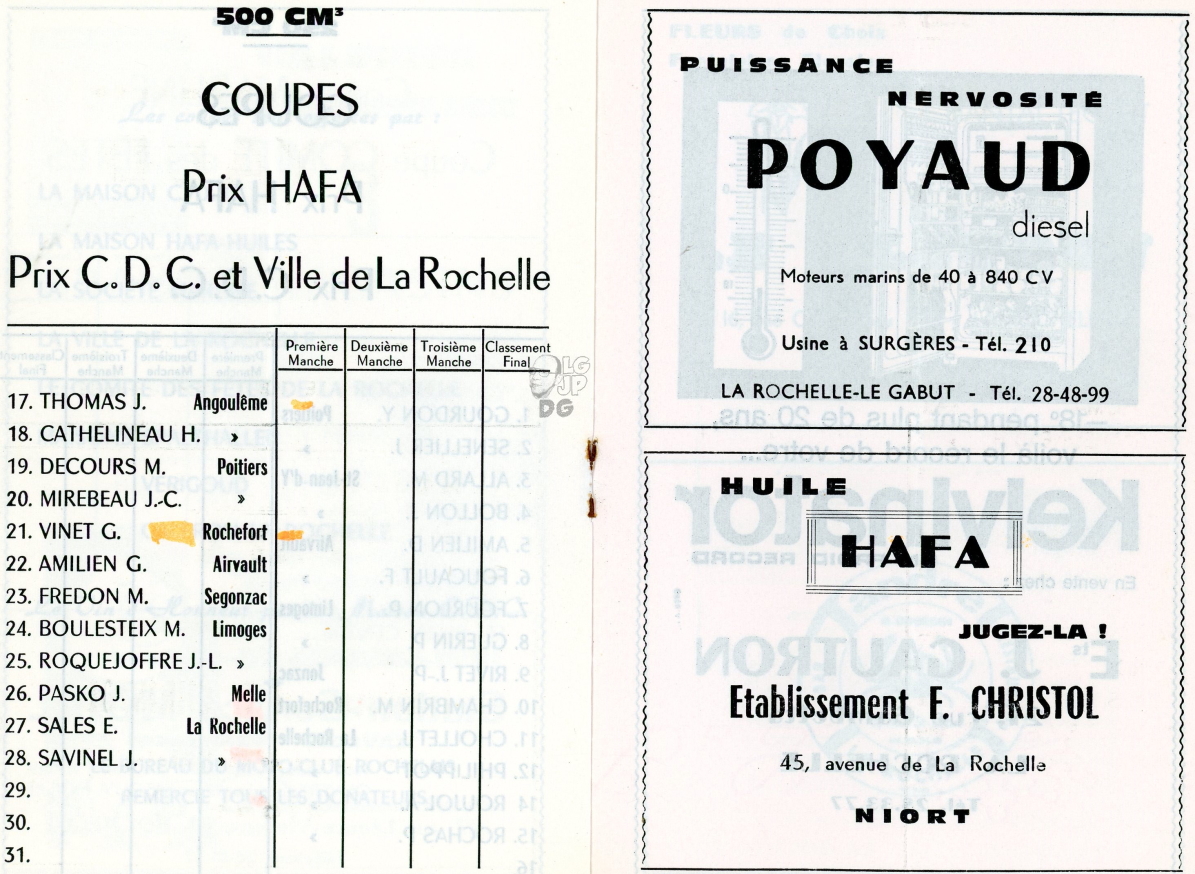 500 CM³
COUPES
Prix HAFA
Prix C.D.C. et Ville de La Rochelle
Première Manche Deuxième Manche Troisième Manche Classement Final
17. THOMAS J. Angoulême
18. CATHELINEAU H. »
19. DECOURS M. Poitiers
20. MIREBEAU J.-C. »
21. VINET G. Rochefort
22. AMILIEN G. Airvault
23. FREDON M. Segonzac
24. BOULESTEIX M. Limoges
25. ROQUEJOFFRE J.-L. »
26. PASKO J. Melle
27. SALES E. La Rochelle
28. SAVINEL J. »
29.
30.
31.
OLG
JP
DG
PUISSANCE
NERVOSITÉ
POYAUD
diesel
Moteurs marins de 40 à 840 CV
Usine à SURGÈRES - Tél. 210
LA ROCHELLE-LE GABUT - Tél. 28-48-99
HUILE
HAFA
JUGEZ-LA !
Etablissement F. CHRISTOL
45, avenue de La Rochelle
NIORT